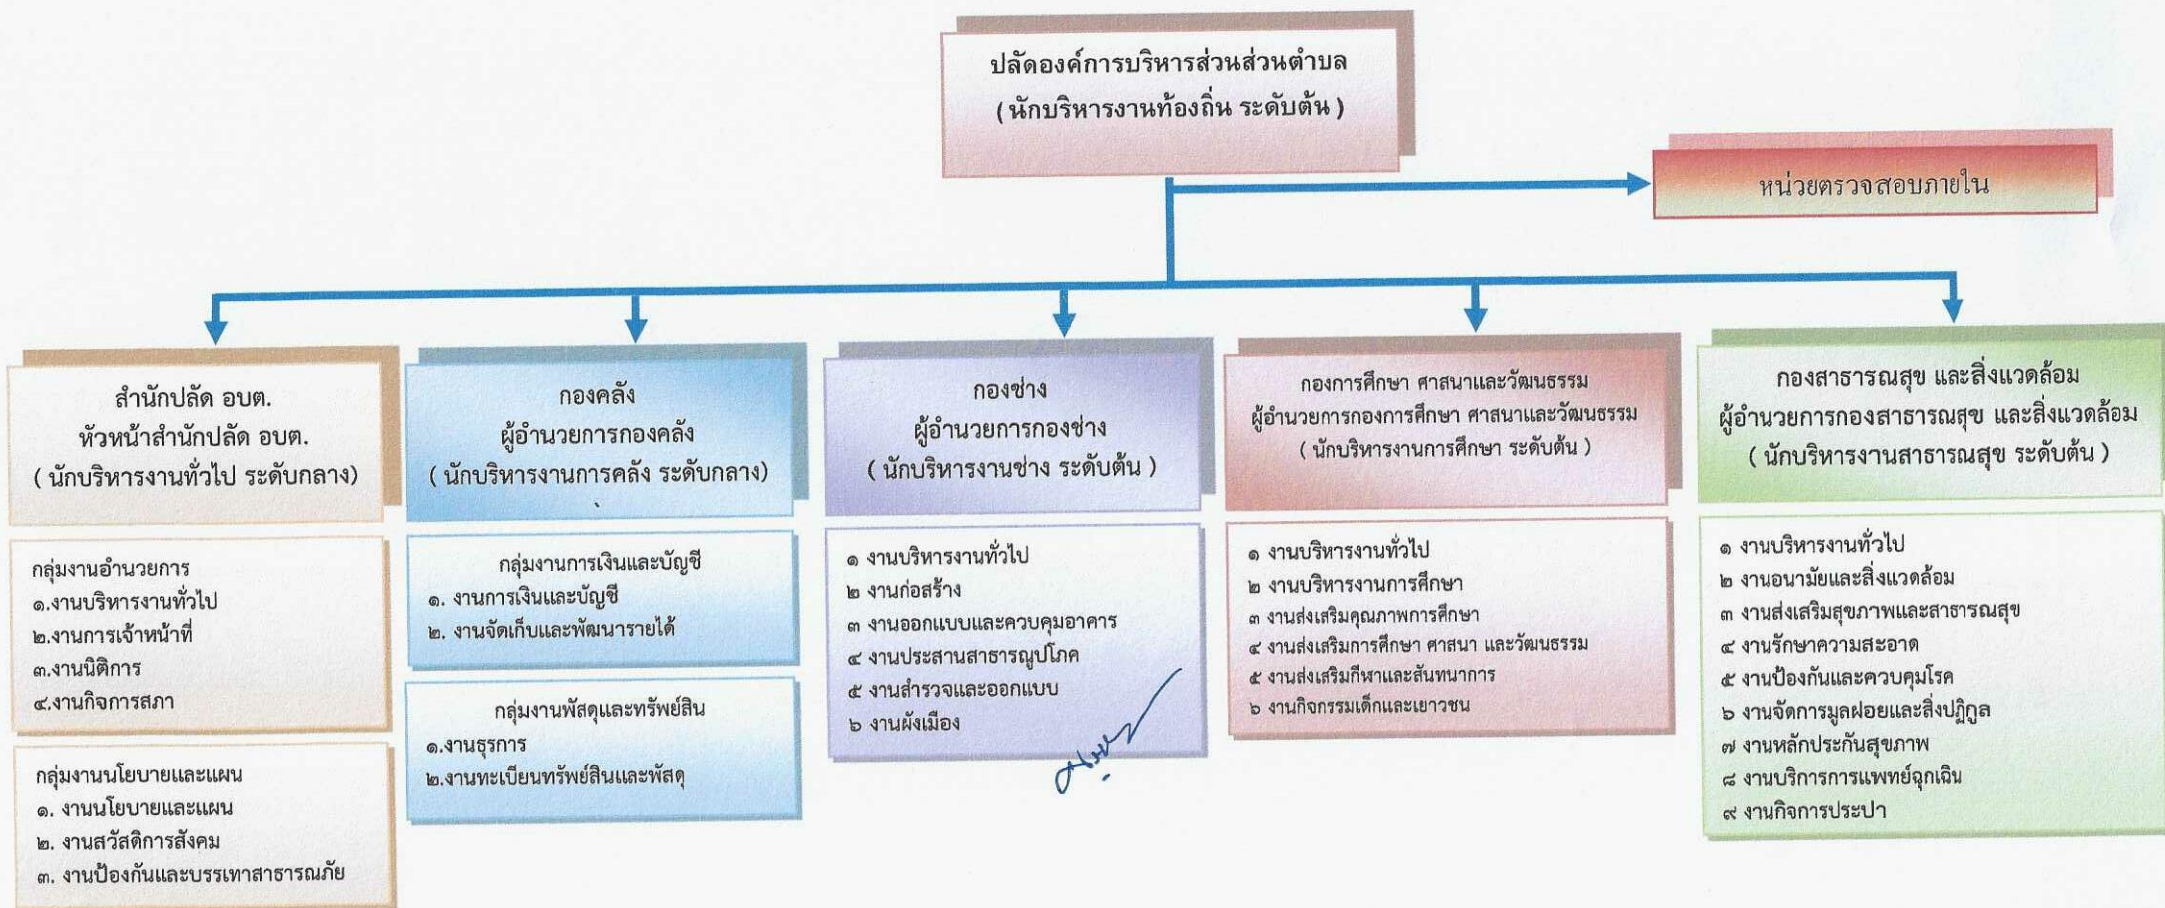 ปลัดองค์การบริหารส่วนส่วนตำบล
( นักบริหารงานท้องถิ่น ระดับต้น )
หน่วยตรวจสอบภายใน
สำนักปลัด อบต.
หัวหน้าสำนักปลัด อบต.
( นักบริหารงานทั่วไป ระดับกลาง)
กลุ่มงานอำนวยการ
๑.งานบริหารงานทั่วไป
๒.งานการเจ้าหน้าที่
๓.งานนิติการ
๔.งานกิจการสภา
กลุ่มงานนโยบายและแผน
๑. งานนโยบายและแผน
๒. งานสวัสดิการสังคม
๓. งานป้องกันและบรรเทาสาธารณภัย
กองคลัง
ผู้อำนวยการกองคลัง
( นักบริหารงานการคลัง ระดับกลาง)
กลุ่มงานการเงินและบัญชี
๑. งานการเงินและบัญชี
๒. งานจัดเก็บและพัฒนารายได้
กลุ่มงานพัสดุและทรัพย์สิน
๑.งานธุรการ
๒.งานทะเบียนทรัพย์สินและพัสดุ
กองช่าง
ผู้อำนวยการกองช่าง
( นักบริหารงานช่าง ระดับต้น )
๑ งานบริหารงานทั่วไป
๒ งานก่อสร้าง
๓ งานออกแบบและควบคุมอาคาร
๔ งานประสานสาธารณูปโภค
๕ งานสำรวจและออกแบบ
๖ งานผังเมือง
กองการศึกษา ศาสนาและวัฒนธรรม
ผู้อำนวยการกองการศึกษา ศาสนาและวัฒนธรรม
( นักบริหารงานการศึกษา ระดับต้น )
๑ งานบริหารงานทั่วไป
๒ งานบริหารงานการศึกษา
๓ งานส่งเสริมคุณภาพการศึกษา
๔ งานส่งเสริมการศึกษา ศาสนา และวัฒนธรรม
๕ งานส่งเสริมกีฬาและสันทนาการ
๖ งานกิจกรรมเด็กและเยาวชน
กองสาธารณสุข และสิ่งแวดล้อม
ผู้อำนวยการกองสาธารณสุข และสิ่งแวดล้อม
( นักบริหารงานสาธารณสุข ระดับต้น )
๑ งานบริหารงานทั่วไป
๒ งานอนามัยและสิ่งแวดล้อม
๓ งานส่งเสริมสุขภาพและสาธารณสุข
๔ งานรักษาความสะอาด
๕ งานป้องกันและควบคุมโรค
๖ งานจัดการมูลฝอยและสิ่งปฏิกูล
๗ งานหลักประกันสุขภาพ
๘ งานบริการการแพทย์ฉุกเฉิน
๙ งานกิจการประปา